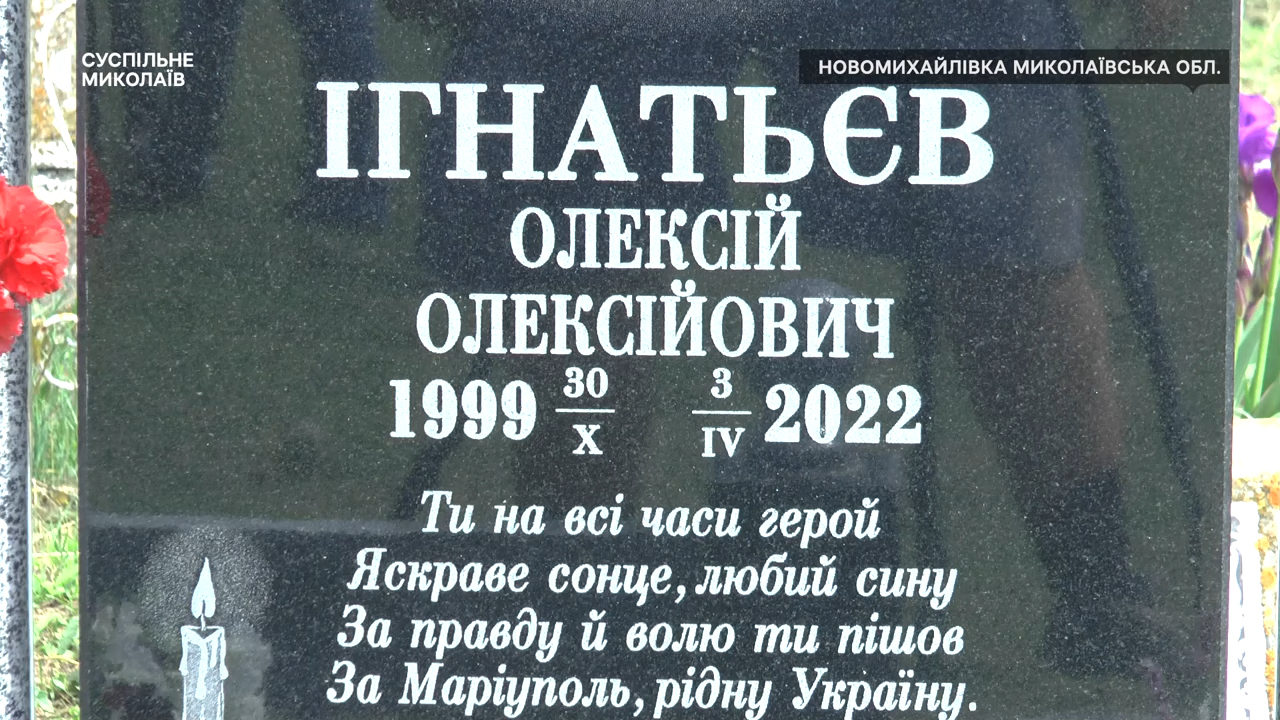 СУСПІЛЬНЕ
МИКОЛАЇВ
НОВОМИХАЙЛІВКА МИКОЛАЇВСЬКА ОБЛ.
ІГНАТЬЄВ
ОЛЕКСІЙ
ОЛЕКСІЙОВИЧ
1999 30/X 3/IV 2022
Ти на всі часи герой
Яскраве сонце, любий сину
За правду й волю ти пішов
За Маріуполь, рідну Україну.